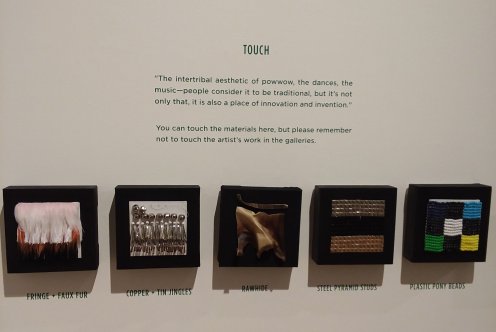 TOUCH
"The intertribal aesthetic of powwow, the dances, the
music—people consider it to be traditional, but it's not
only that, it is also a place of innovation and invention."
You can touch the materials here, but please remember
not to touch the artist's work in the galleries.
FRINGE + FAUX FUR
COPPER + TIN JINGLES
RAWHIDE
STEEL PYRAMID STUDS
PLASTIC PONY BEADS